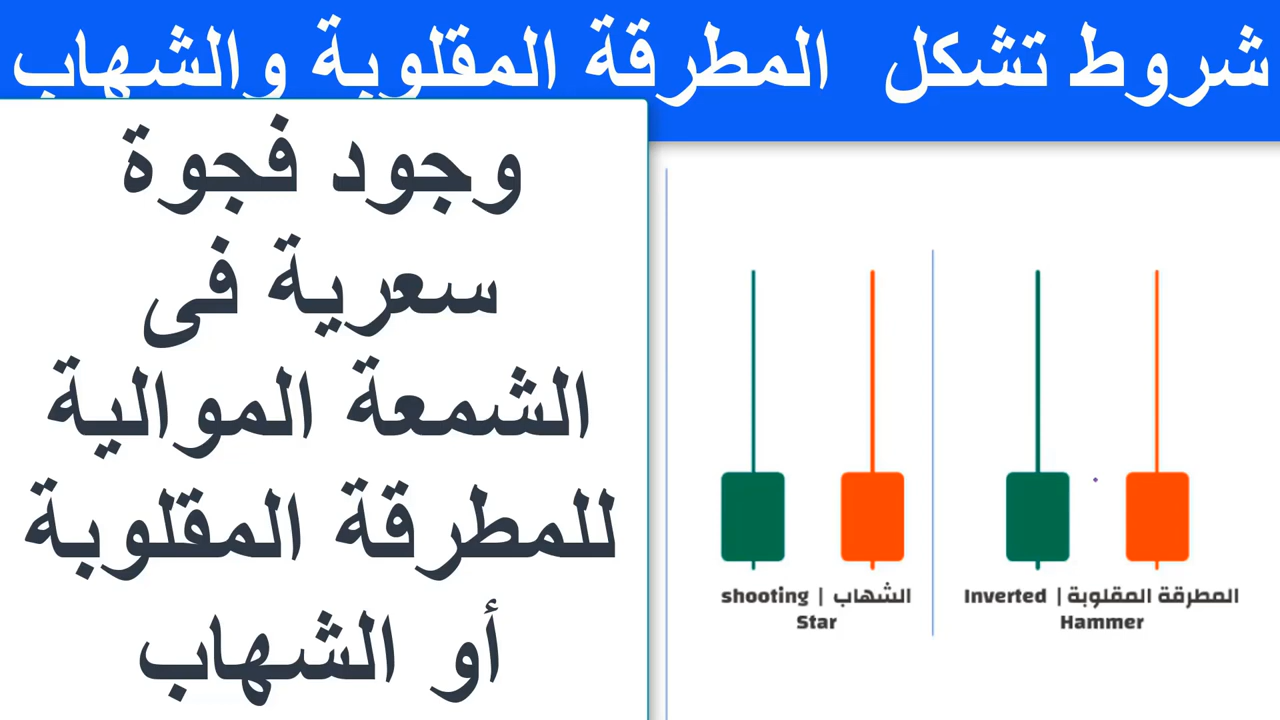 شروط تشكل المطرقة المقلوبة والشهاب
وجود فجوة
سعرية فى
الشمعة الموالية
للمطرقة المقلوبة
أو الشهاب
الشهاب | shooting
Star
المطرقة المقلوبة | Inverted
Hammer